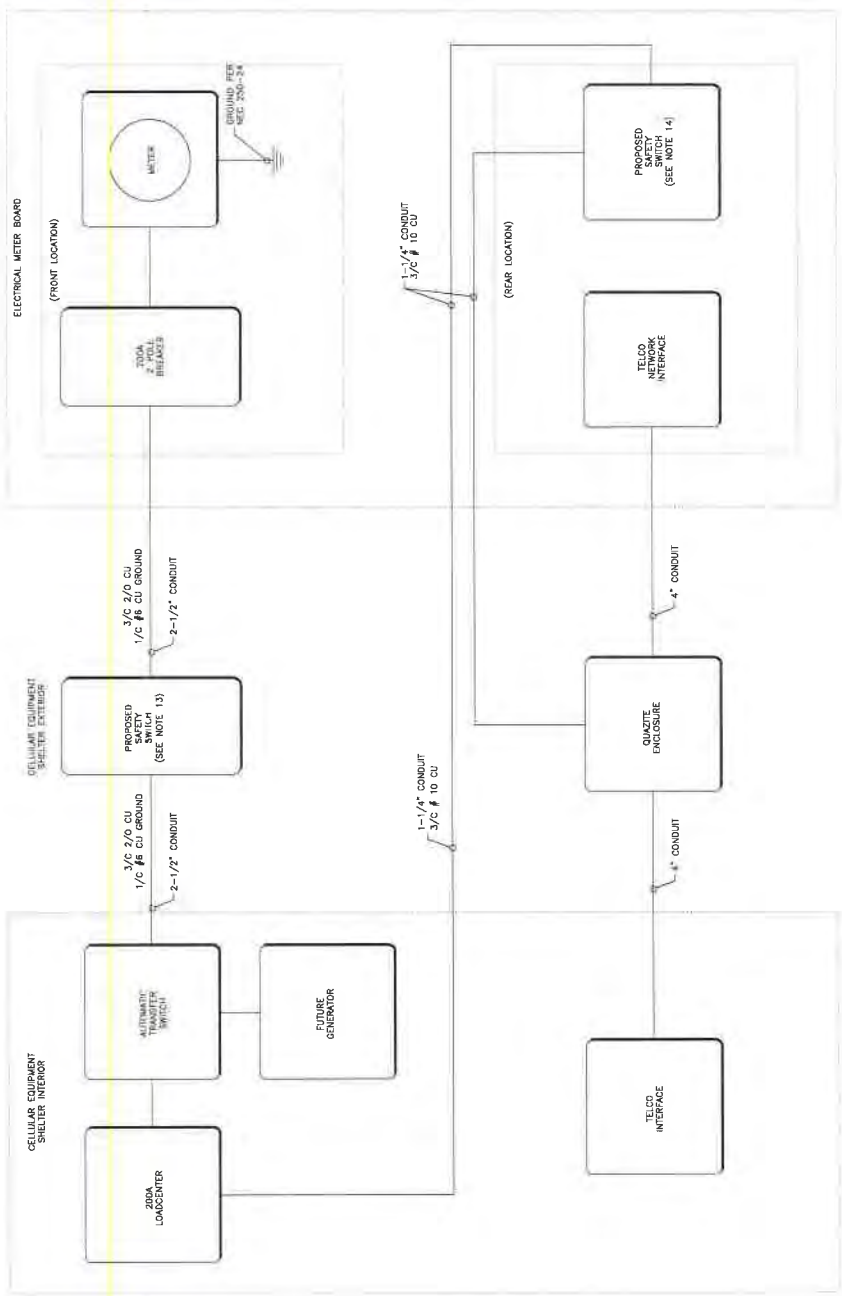 ELECTRICAL METER BOARD
(FRONT LOCATION)
METER
GROUND PER
NEC 250-24
200A
2 POLE
BREAKER
3/C 2/O CU
1/C #6 CU GROUND
2-1/2" CONDUIT
CELLULAR EQUIPMENT
SHELTER EXTERIOR
PROPOSED
SAFETY
SWITCH
(SEE NOTE 13)
3/C 2/O CU
1/C #6 CU GROUND
2-1/2" CONDUIT
CELLULAR EQUIPMENT
SHELTER INTERIOR
AUTOMATIC
TRANSFER
SWITCH
FUTURE
GENERATOR
200A
LOADCENTER
1-1/4" CONDUIT
3/C # 10 CU
1-1/4" CONDUIT
3/C # 10 CU
(REAR LOCATION)
PROPOSED
SAFETY
SWITCH
(SEE NOTE 14)
TELCO
NETWORK
INTERFACE
4" CONDUIT
QUAZITE
ENCLOSURE
4" CONDUIT
TELCO
INTERFACE